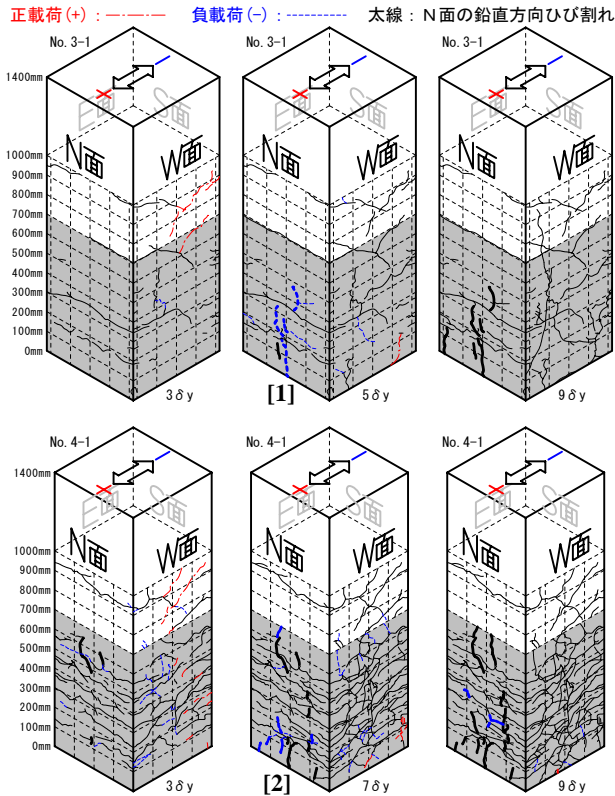 正載荷(+) : 負載荷(-) : 太線 : N面の鉛直方向ひび割れ
No. 3-1 No. 3-1 No. 3-1
1400mm
E面 S面 E面 S面 E面 S面
N面 W面 N面 W面 N面 W面
1000mm
900mm
800mm
700mm
600mm
500mm
400mm
300mm
200mm
100mm
0mm
3δy [1] 5δy 9δy
No. 4-1 No. 4-1 No. 4-1
1400mm
E面 S面 E面 S面 E面 S面
N面 W面 N面 W面 N面 W面
1000mm
900mm
800mm
700mm
600mm
500mm
400mm
300mm
200mm
100mm
0mm
3δy [2] 7δy 9δy